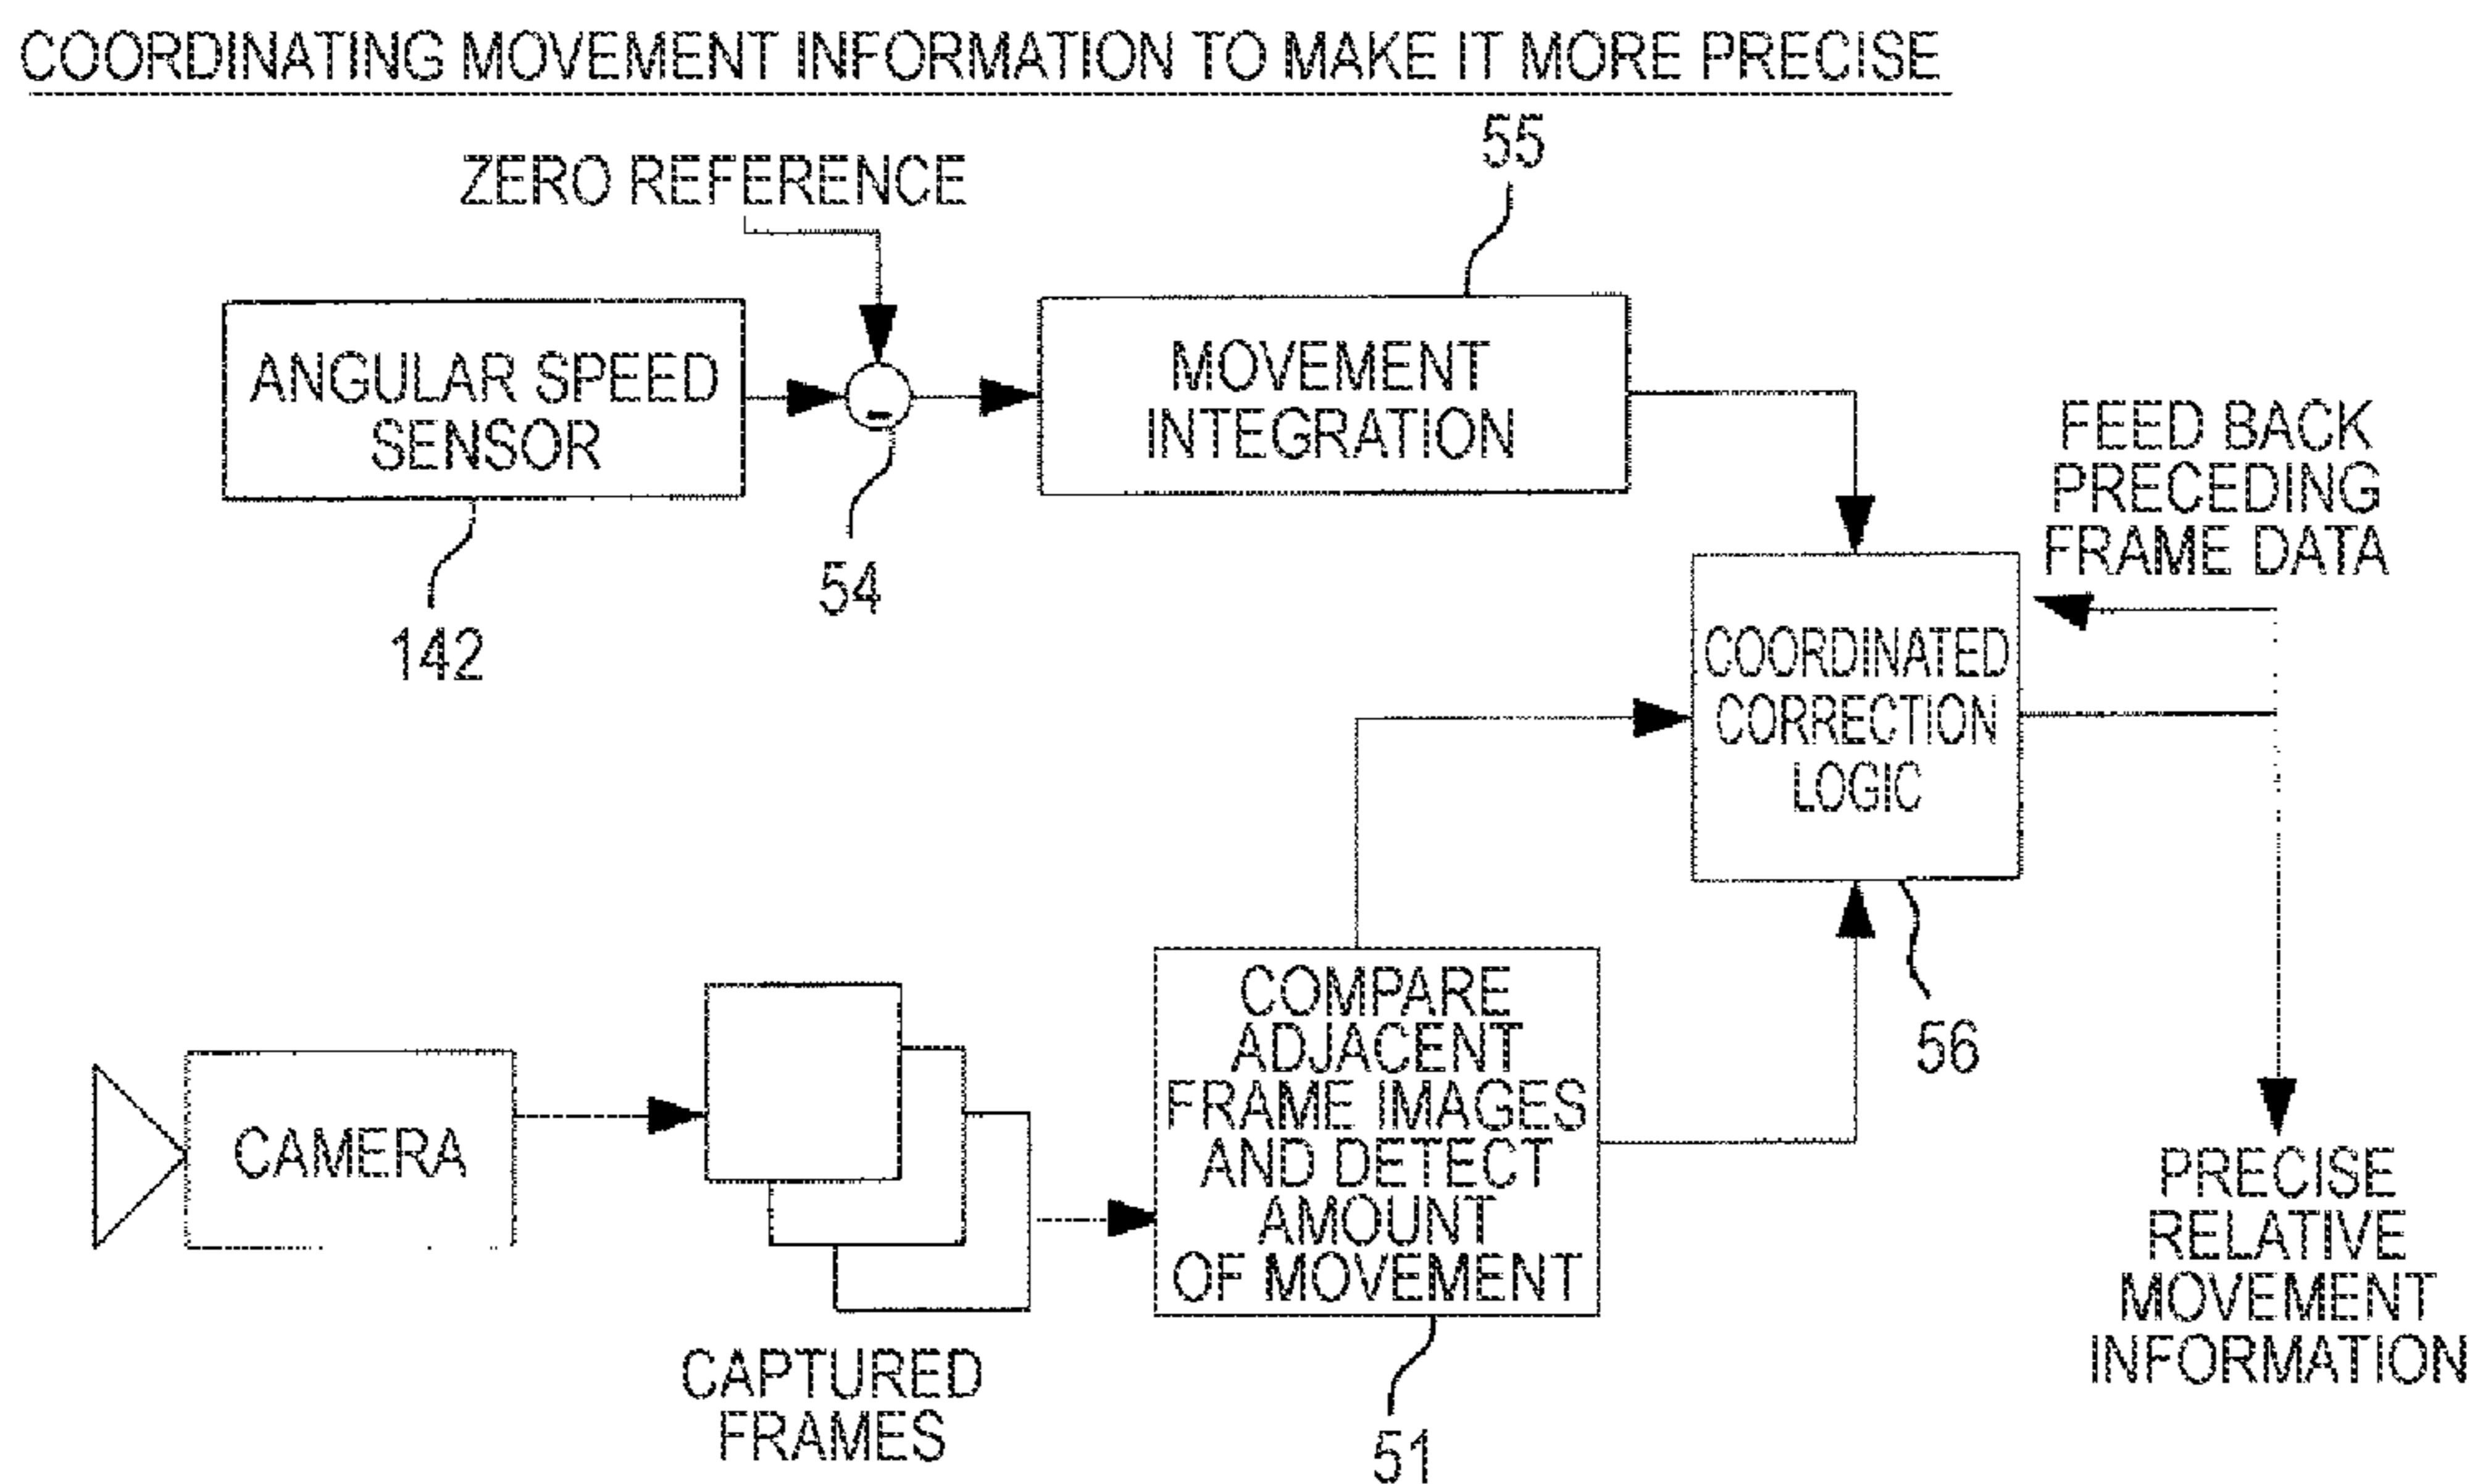 COORDINATING MOVEMENT INFORMATION TO MAKE IT MORE PRECISE
55
ZERO REFERENCE
ANGULAR SPEED
SENSOR
MOVEMENT
INTEGRATION
54
142
FEED BACK
PRECEDING
FRAME DATA
COORDINATED
CORRECTION
LOGIC
56
CAMERA
CAPTURED
FRAMES
COMPARE
ADJACENT
FRAME IMAGES
AND DETECT
AMOUNT
OF MOVEMENT
51
PRECISE
RELATIVE
MOVEMENT
INFORMATION